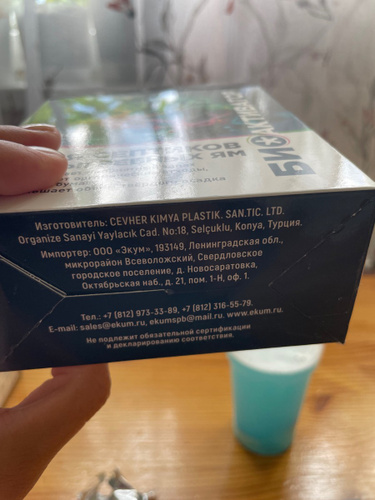 БИО
АКТИВАТОР
СЕПТИКОВ
ЯМ
Изготовитель: CEVHER KIMYA PLASTIK. SAN.TIC. LTD.
Organize Sanayi Yaylacık Cad. No:18, Selçuklu, Konya, Турция.
Импортер: ООО «Экум», 193149, Ленинградская обл.,
микрорайон Всеволожский, Свердловское
городское поселение, д. Новосаратовка,
Октябрьская наб., д. 21, пом. 1-Н, оф. 1.
Тел.: +7 (812) 973-33-89, +7 (812) 316-55-79.
E-mail: sales@ekum.ru, ekumspb@mail.ru. www.ekum.ru.
Не подлежит обязательной сертификации
и декларированию соответствия.